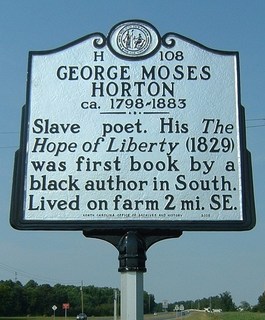 H 108
GEORGE MOSES
HORTON
ca. 1798-1883
Slave poet. His The
Hope of Liberty (1829)
was first book by a
black author in South.
Lived on farm 2 mi. SE.